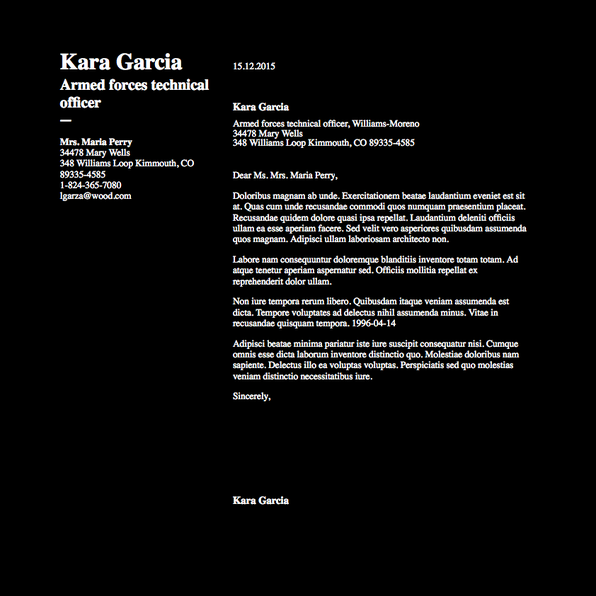 Kara Garcia
Armed forces technical
officer
Mrs. Maria Perry
34478 Mary Wells
348 Williams Loop Kimmouth, CO
89335-4585
1-824-365-7080
lgarza@wood.com
15.12.2015
Kara Garcia
Armed forces technical officer, Williams-Moreno
34478 Mary Wells
348 Williams Loop Kimmouth, CO 89335-4585
Dear Ms. Mrs. Maria Perry,
Doloribus magnam ab unde. Exercitationem beatae laudantium eveniet est sit
at. Quas cum unde recusandae commodi quos numquam praesentium placeat.
Recusandae quidem dolore quasi ipsa repellat. Laudantium deleniti officiis
ullam ea esse aperiam facere. Sed velit vero asperiores quibusdam assumenda
quos magnam. Adipisci ullam laboriosam architecto non.
Labore nam consequuntur doloremque blanditiis inventore totam totam. Ad
atque tenetur aperiam aspernatur sed. Officiis mollitia repellat ex
reprehenderit dolor ullam.
Non iure tempora rerum libero. Quibusdam itaque veniam assumenda est
dicta. Tempore voluptates ad delectus nihil assumenda minus. Vitae in
recusandae quisquam tempora. 1996-04-14
Adipisci beatae minima pariatur iste iure suscipit consequatur nisi. Cumque
omnis esse dicta laborum inventore distinctio quo. Molestiae doloribus nam
sapiente. Delectus illo ea voluptas voluptas. Perspiciatis sed quo molestias
veniam distinctio necessitatibus iure.
Sincerely,
Kara Garcia